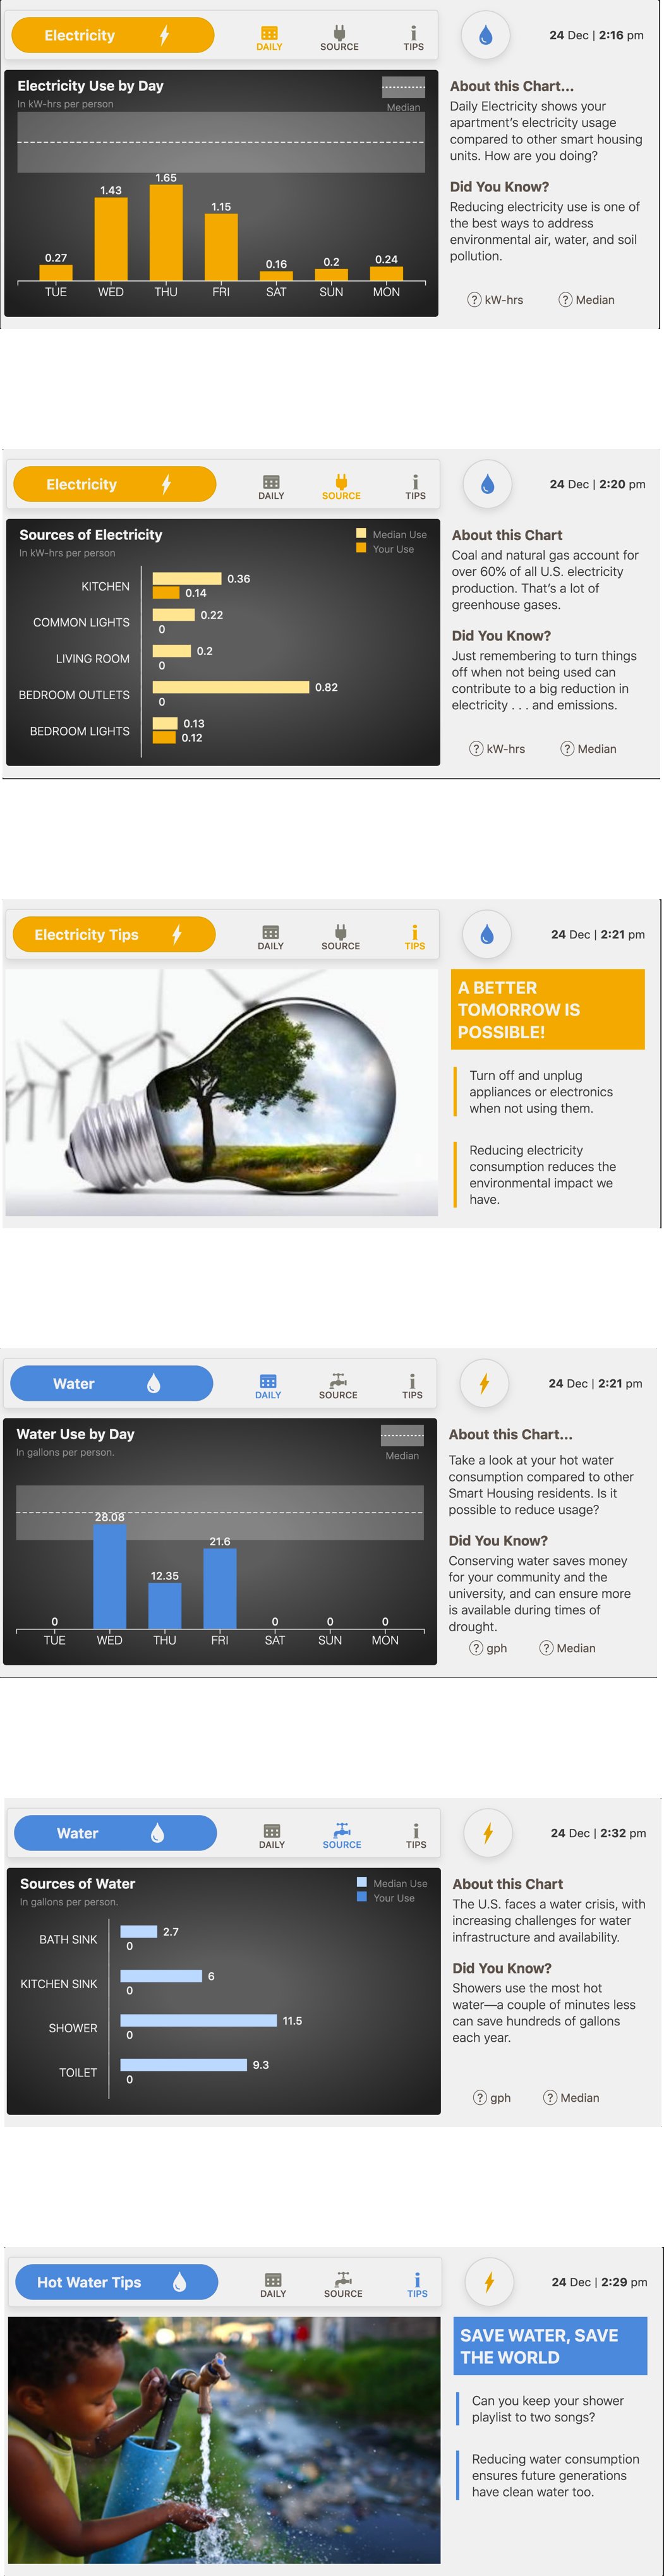 Electricity
DAILY
SOURCE
TIPS
24 Dec | 2:16 pm
Electricity Use by Day
In kW-hrs per person
Median
0.27
1.43
1.65
1.15
0.16
0.2
0.24
TUE
WED
THU
FRI
SAT
SUN
MON
About this Chart...
Daily Electricity shows your
apartment's electricity usage
compared to other smart housing
units. How are you doing?
Did You Know?
Reducing electricity use is one of
the best ways to address
environmental air, water, and soil
pollution.
? kW-hrs
? Median
Electricity
DAILY
SOURCE
TIPS
24 Dec | 2:20 pm
Sources of Electricity
In kW-hrs per person
Median Use
Your Use
KITCHEN
0.36
0.14
COMMON LIGHTS
0.22
0
LIVING ROOM
0.2
0
BEDROOM OUTLETS
0.82
0
BEDROOM LIGHTS
0.13
0.12
About this Chart
Coal and natural gas account for
over 60% of all U.S. electricity
production. That's a lot of
greenhouse gases.
Did You Know?
Just remembering to turn things
off when not being used can
contribute to a big reduction in
electricity . . . and emissions.
? kW-hrs
? Median
Electricity Tips
DAILY
SOURCE
TIPS
24 Dec | 2:21 pm
A BETTER
TOMORROW IS
POSSIBLE!
Turn off and unplug
appliances or electronics
when not using them.
Reducing electricity
consumption reduces the
environmental impact we
have.
Water
DAILY
SOURCE
TIPS
24 Dec | 2:21 pm
Water Use by Day
In gallons per person.
Median
0
28.08
12.35
21.6
0
0
0
TUE
WED
THU
FRI
SAT
SUN
MON
About this Chart...
Take a look at your hot water
consumption compared to other
Smart Housing residents. Is it
possible to reduce usage?
Did You Know?
Conserving water saves money
for your community and the
university, and can ensure more
is available during times of
drought.
? gph
? Median
Water
DAILY
SOURCE
TIPS
24 Dec | 2:32 pm
Sources of Water
In gallons per person.
Median Use
Your Use
BATH SINK
2.7
0
KITCHEN SINK
6
0
SHOWER
11.5
0
TOILET
9.3
0
About this Chart
The U.S. faces a water crisis, with
increasing challenges for water
infrastructure and availability.
Did You Know?
Showers use the most hot
water—a couple of minutes less
can save hundreds of gallons
each year.
? gph
? Median
Hot Water Tips
DAILY
SOURCE
TIPS
24 Dec | 2:29 pm
SAVE WATER, SAVE
THE WORLD
Can you keep your shower
playlist to two songs?
Reducing water consumption
ensures future generations
have clean water too.